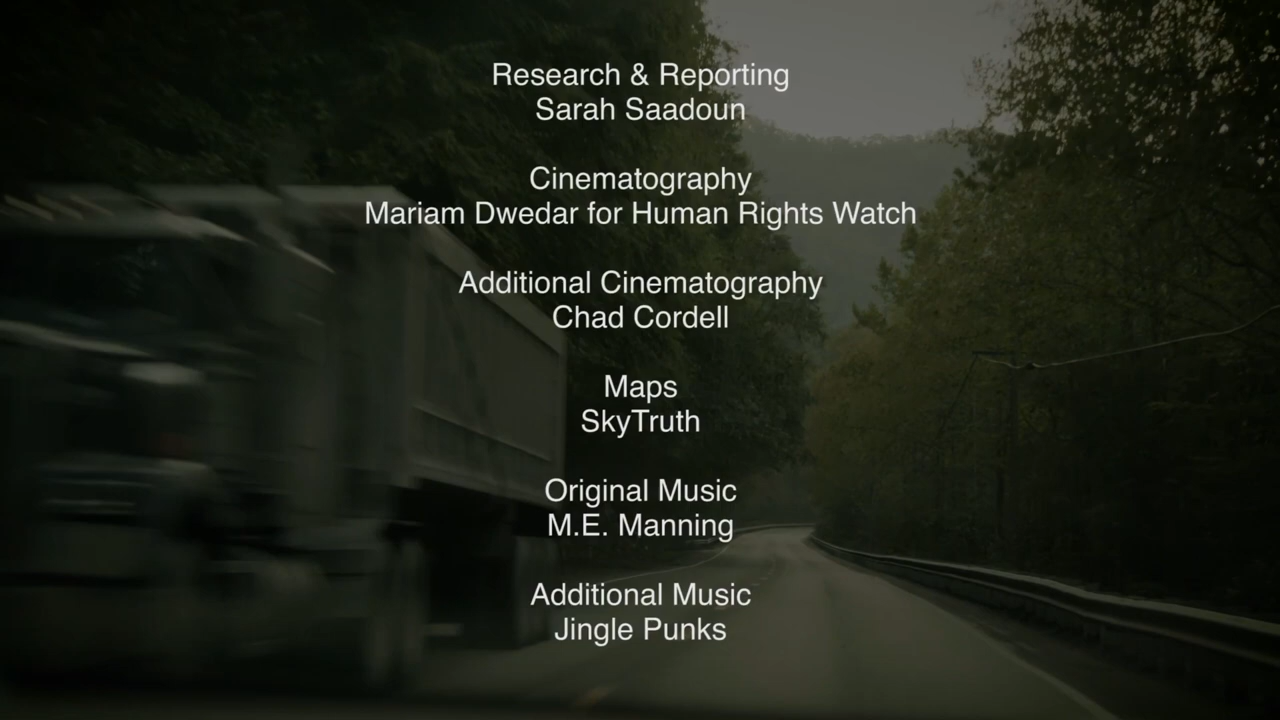 Research & Reporting
Sarah Saadoun
Cinematography
Mariam Dwedar for Human Rights Watch
Additional Cinematography
Chad Cordell
Maps
SkyTruth
Original Music
M.E. Manning
Additional Music
Jingle Punks